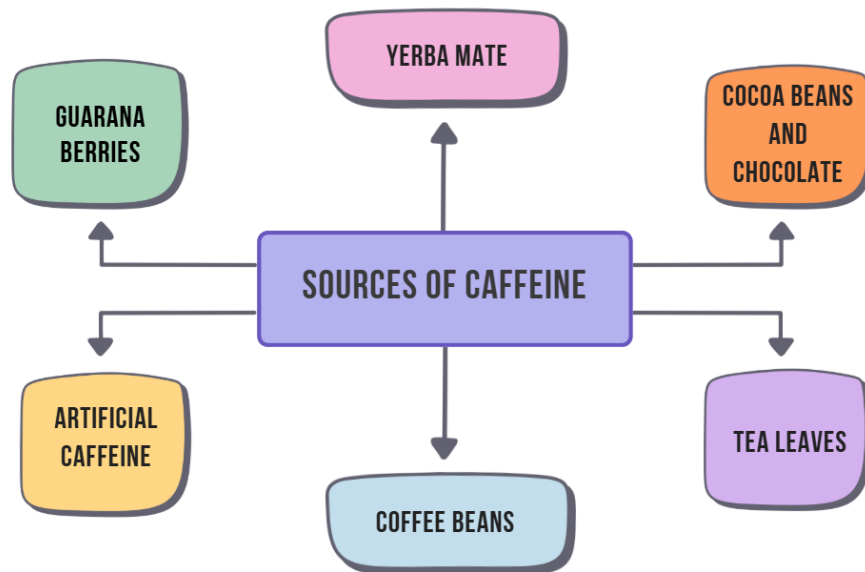 YERBA MATE
GUARANA
BERRIES
COCOA BEANS
AND
CHOCOLATE
SOURCES OF CAFFEINE
ARTIFICIAL
CAFFEINE
TEA LEAVES
COFFEE BEANS